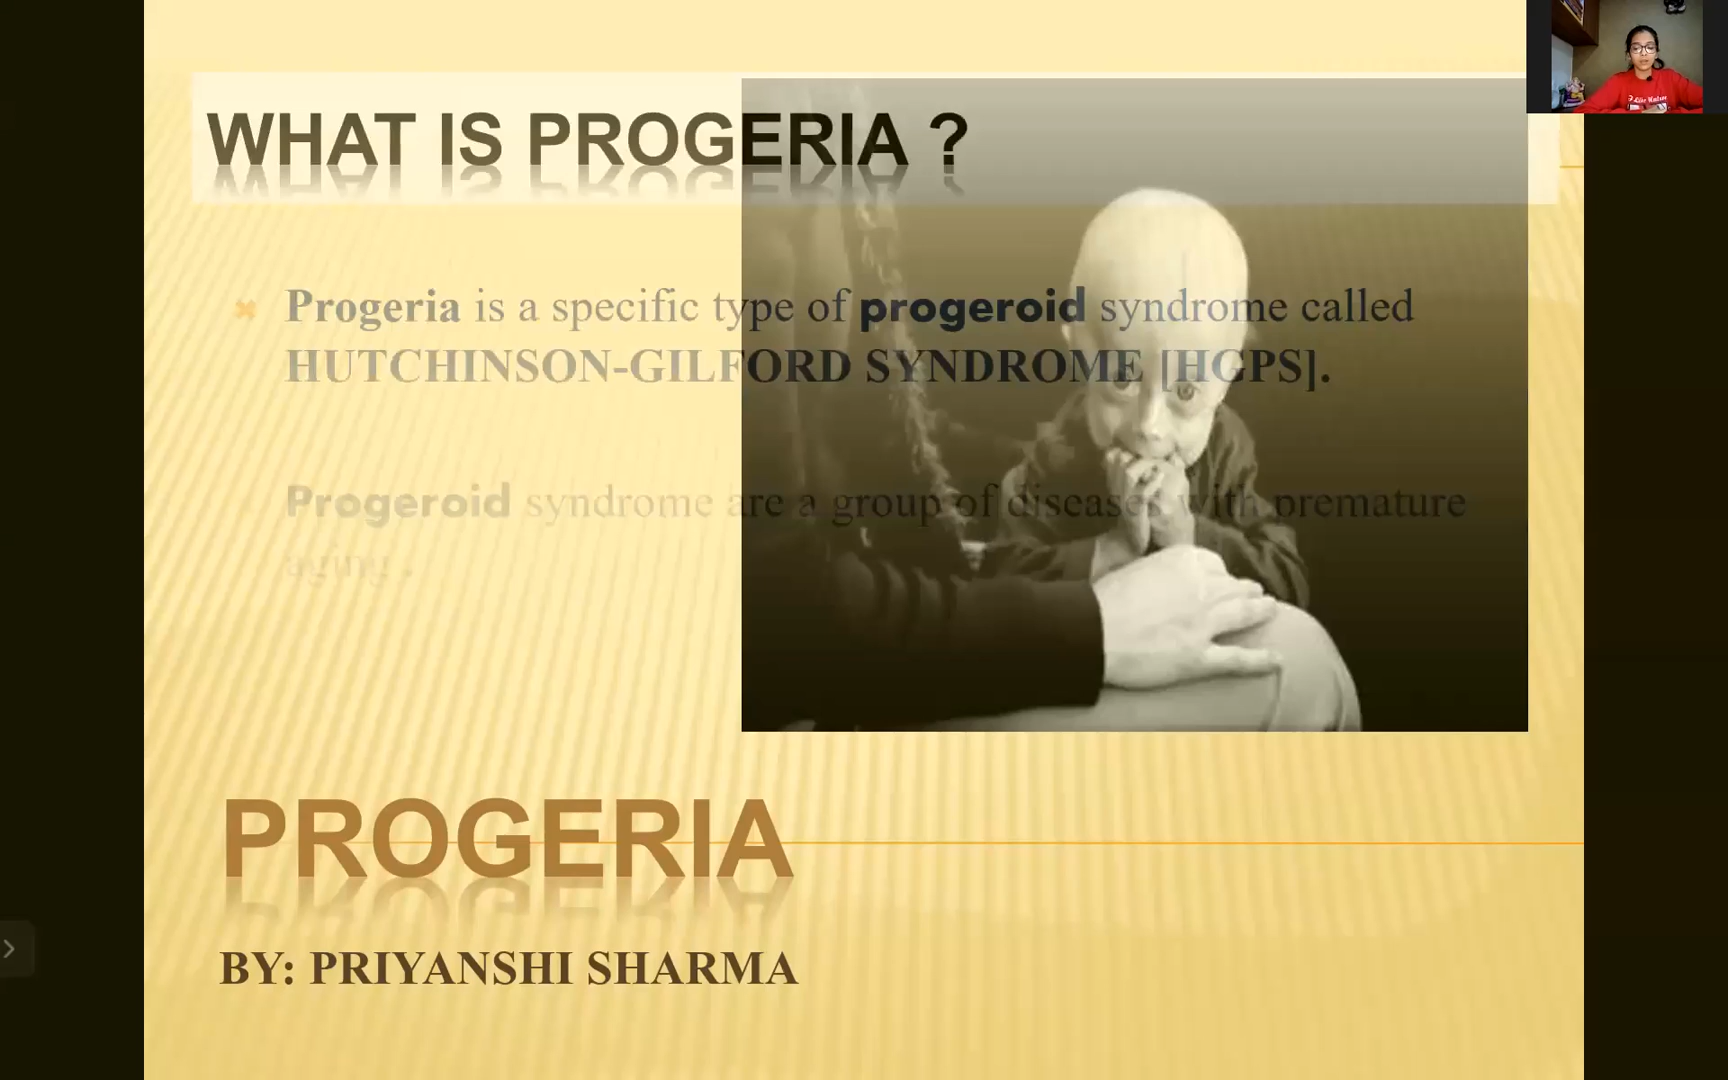 WHAT IS PROGERIA ?
Progeria is a specific type of progeroid syndrome called
HUTCHINSON-GILFORD SYNDROME [HGPS].
Progeroid syndrome are a group of diseases with premature
aging .
PROGERIA
BY: PRIYANSHI SHARMA